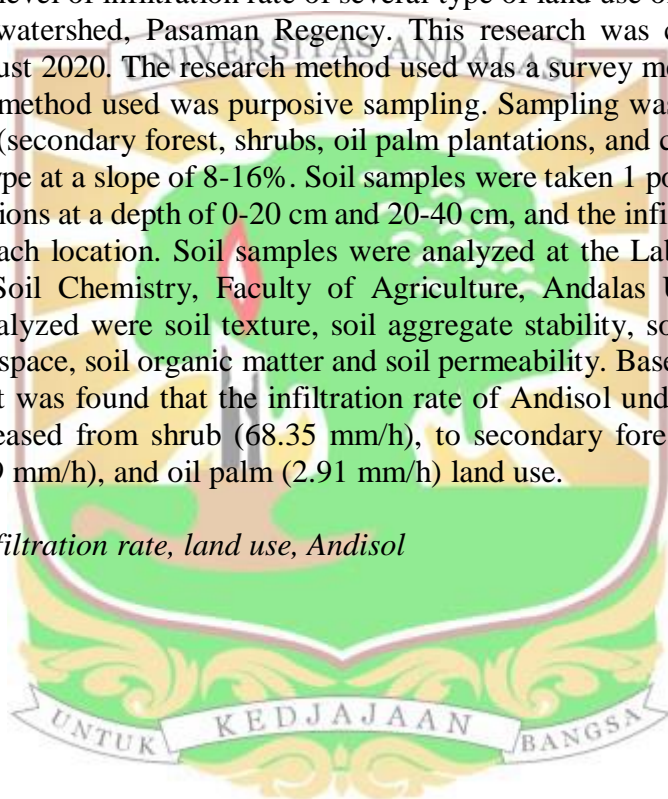 level of infiltration rate of several type of land use o
watershed, Pasaman Regency. This research was c
ust 2020. The research method used was a survey m
method used was purposive sampling. Sampling was
(secondary forest, shrubs, oil palm plantations, and c
ype at a slope of 8-16%. Soil samples were taken 1 po
ions at a depth of 0-20 cm and 20-40 cm, and the infi
ach location. Soil samples were analyzed at the Lab
Soil Chemistry, Faculty of Agriculture, Andalas U
alyzed were soil texture, soil aggregate stability, so
space, soil organic matter and soil permeability. Base
t was found that the infiltration rate of Andisol und
eased from shrub (68.35 mm/h), to secondary fore
9 mm/h), and oil palm (2.91 mm/h) land use.
filtration rate, land use, Andisol
UNIVERSITAS ANDALAS
UNTUK KEDJAJAAN BANGSA